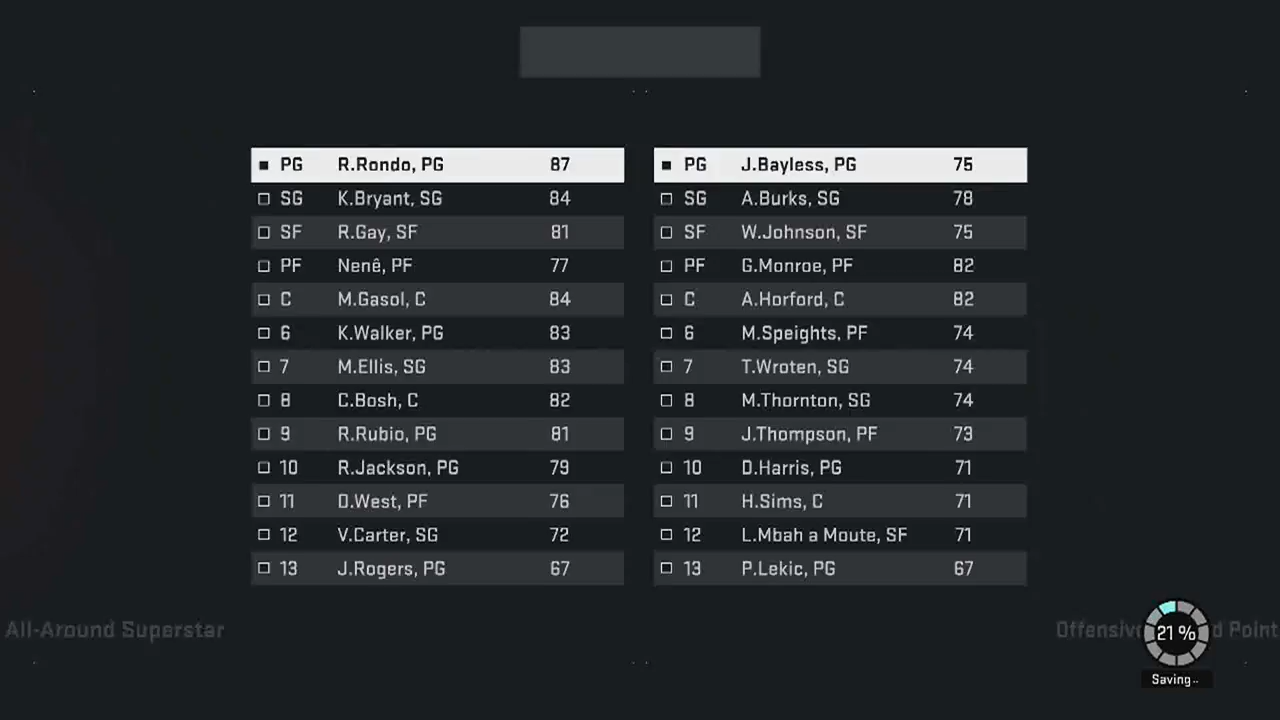 PG R.Rondo, PG 87
SG K.Bryant, SG 84
SF R.Gay, SF 81
PF Nenê, PF 77
C M.Gasol, C 84
6 K.Walker, PG 83
7 M.Ellis, SG 83
8 C.Bosh, C 82
9 R.Rubio, PG 81
10 R.Jackson, PG 79
11 D.West, PF 76
12 V.Carter, SG 72
13 J.Rogers, PG 67
PG J.Bayless, PG 75
SG A.Burks, SG 78
SF W.Johnson, SF 75
PF G.Monroe, PF 82
C A.Horford, C 82
6 M.Speights, PF 74
7 T.Wroten, SG 74
8 M.Thornton, SG 74
9 J.Thompson, PF 73
10 D.Harris, PG 71
11 H.Sims, C 71
12 L.Mbah a Moute, SF 71
13 P.Lekic, PG 67
All-Around Superstar
Point
21 %
Saving..